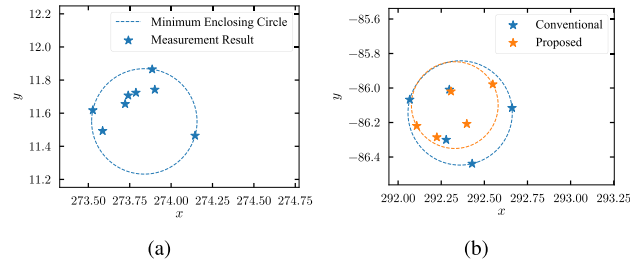 12.2
12.0
11.8
11.6
11.4
11.2
y
Minimum Enclosing Circle
Measurement Result
273.50 273.75 274.00 274.25 274.50 274.75
x
(a)
−85.6
−85.8
−86.0
−86.2
−86.4
y
Conventional
Proposed
292.00 292.25 292.50 292.75 293.00 293.25
x
(b)